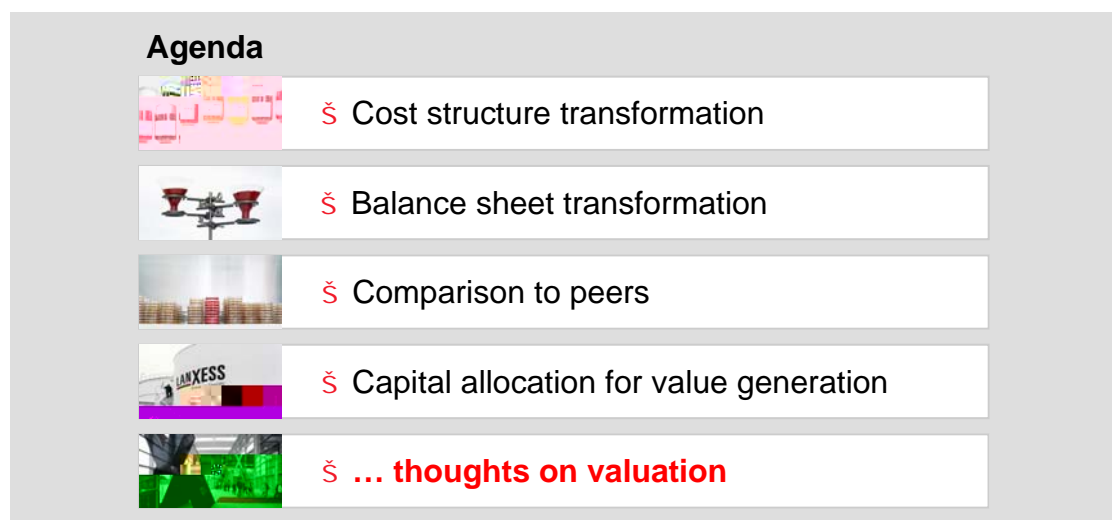 Agenda
š Cost structure transformation
š Balance sheet transformation
š Comparison to peers
LANXESS
š Capital allocation for value generation
š … thoughts on valuation